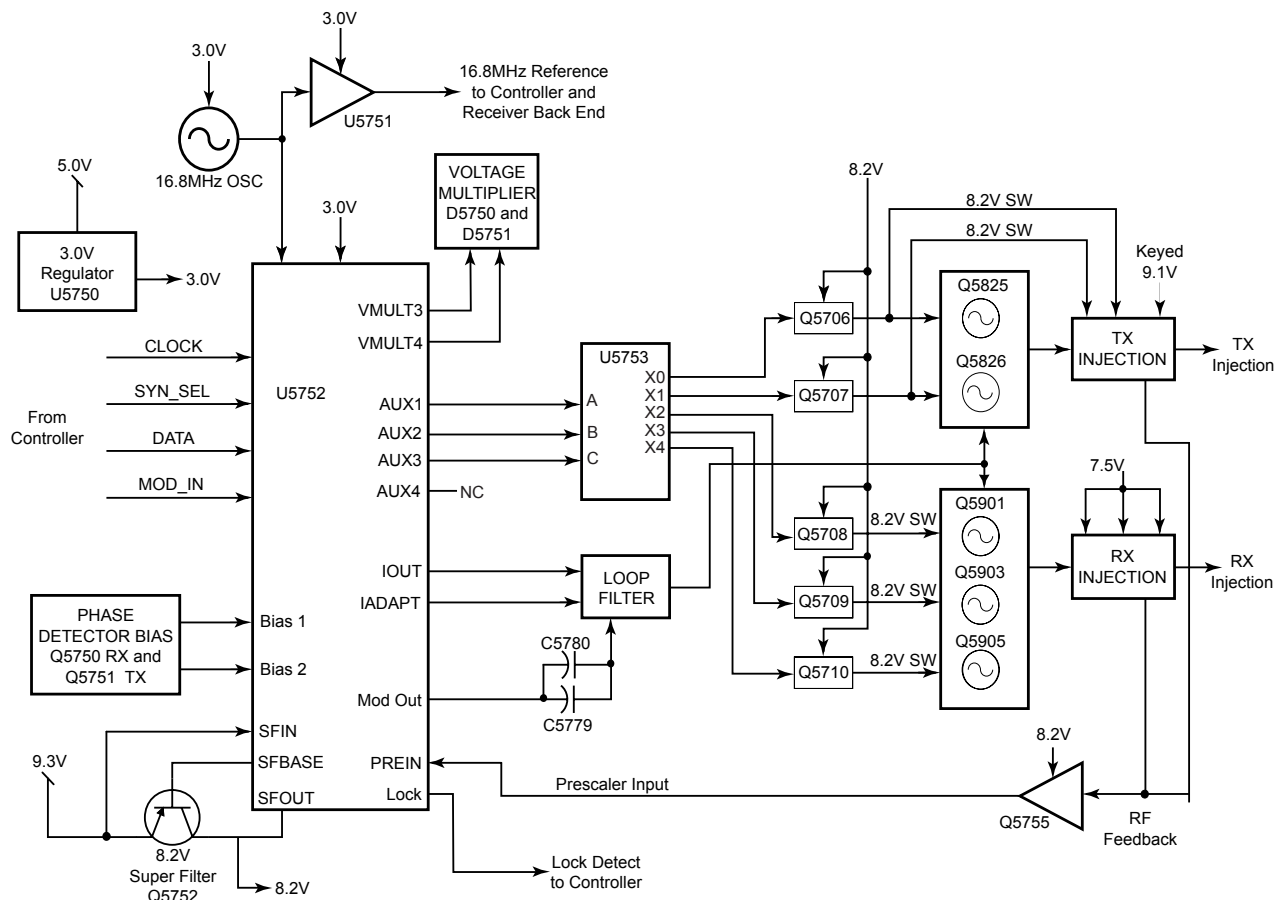 3.0V
3.0V
16.8MHz Reference
to Controller and
Receiver Back End
U5751
16.8MHz OSC
5.0V
3.0V
Regulator
U5750
3.0V
3.0V
VOLTAGE
MULTIPLIER
D5750 and
D5751
8.2V
8.2V SW
8.2V SW
Keyed
9.1V
VMULT3
VMULT4
CLOCK
SYN_SEL
DATA
MOD_IN
From
Controller
U5752
AUX1
AUX2
AUX3
AUX4
NC
U5753
A
B
C
X0
X1
X2
X3
X4
Q5706
Q5707
Q5825
Q5826
TX
INJECTION
TX
Injection
7.5V
Q5708
8.2V SW
Q5709
8.2V SW
Q5710
8.2V SW
Q5901
Q5903
Q5905
RX
INJECTION
RX
Injection
IOUT
IADAPT
LOOP
FILTER
PHASE
DETECTOR BIAS
Q5750 RX and
Q5751 TX
Bias 1
Bias 2
C5780
C5779
Mod Out
SFIN
SFBASE
SFOUT
PREIN
Lock
Prescaler Input
8.2V
Q5755
RF
Feedback
9.3V
8.2V
Super Filter
Q5752
8.2V
Lock Detect
to Controller